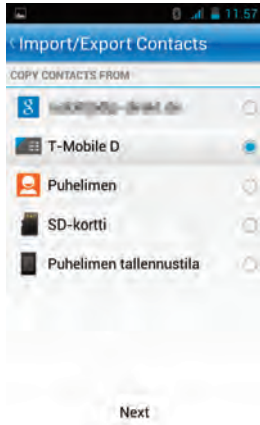 11.57
Import/Export Contacts
COPY CONTACTS FROM
T-Mobile D
Puhelimen
SD-kortti
Puhelimen tallennustila
Next